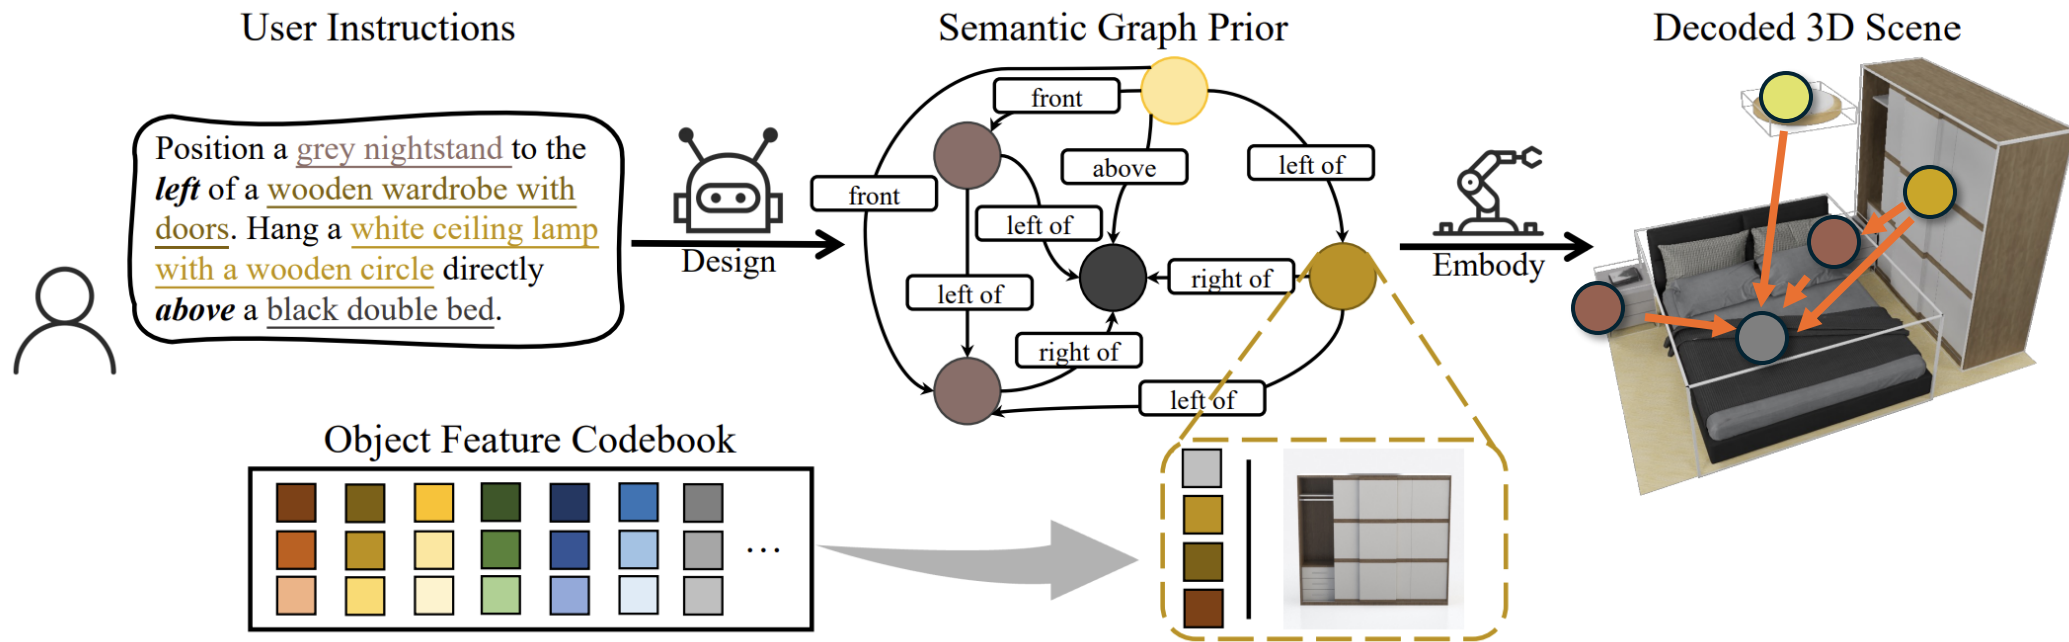 User Instructions
Position a grey nightstand to the
left of a wooden wardrobe with
doors. Hang a white ceiling lamp
with a wooden circle directly
above a black double bed.
Design
Semantic Graph Prior
front
front
above
left of
left of
left of
right of
right of
left of
Embody
Decoded 3D Scene
Object Feature Codebook
...